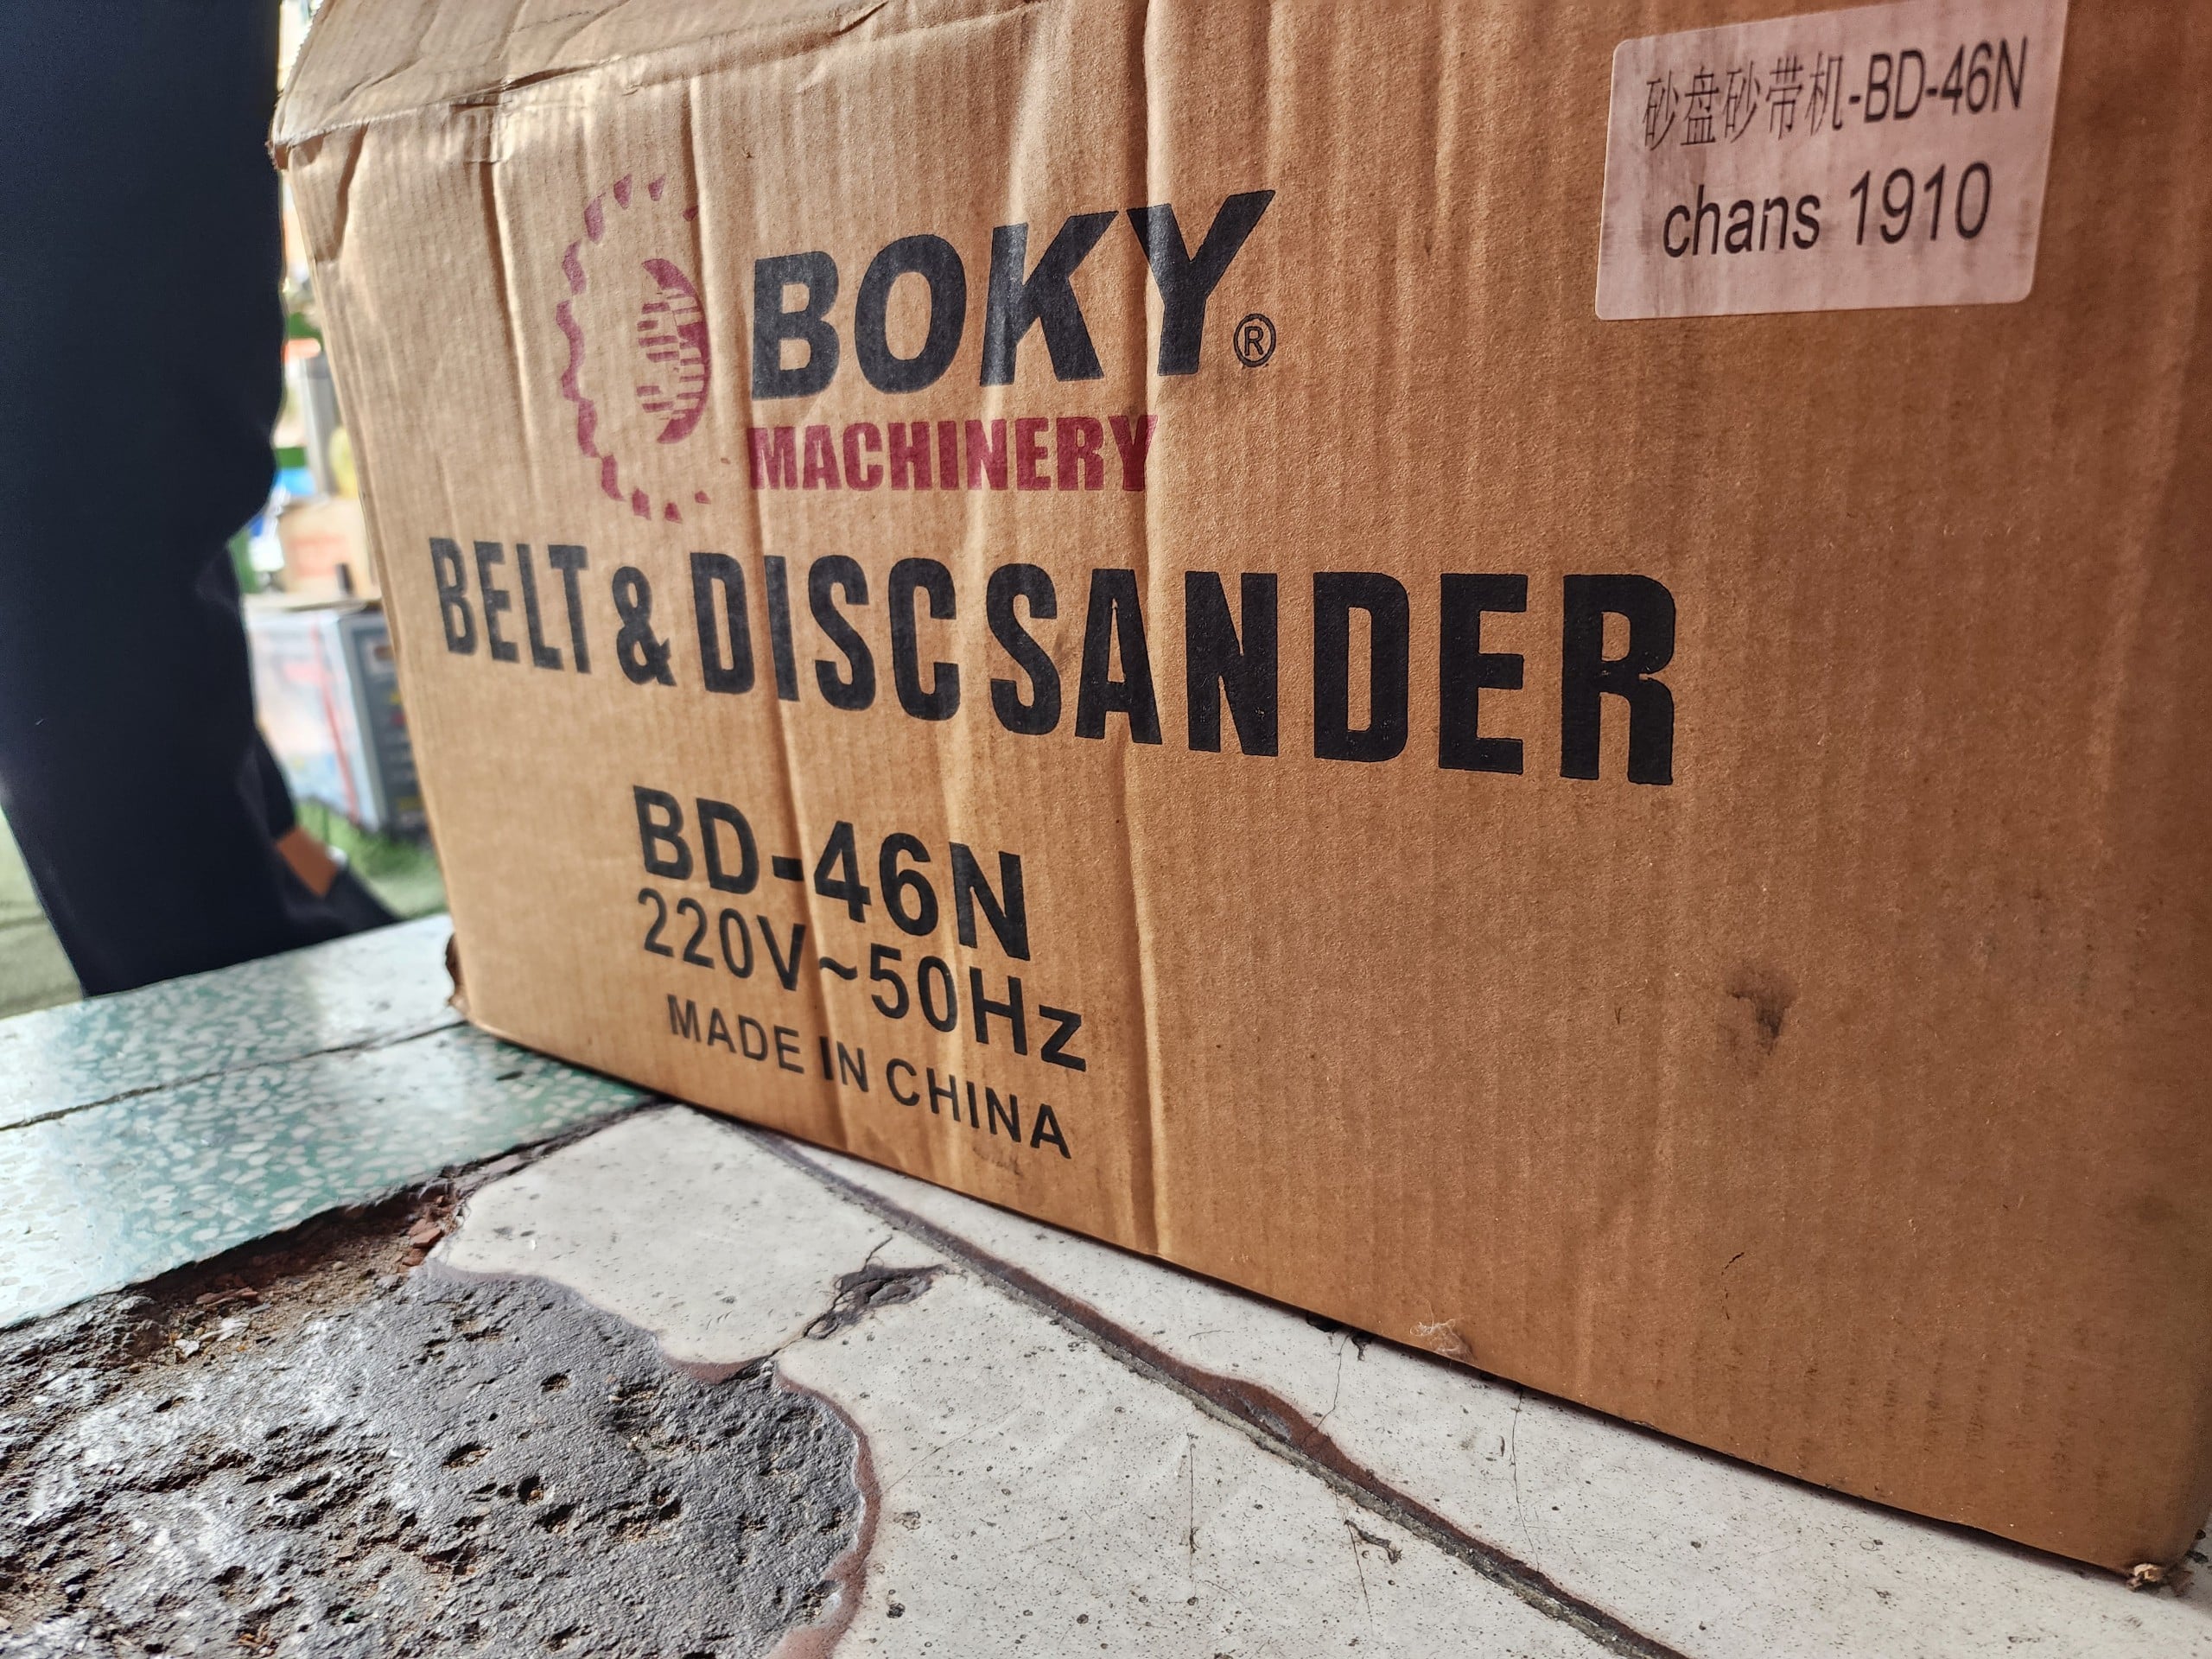 砂盘砂带机-BD-46N
chans 1910
BOKY®
MACHINERY
BELT & DISC SANDER
BD-46N
220V~50Hz
MADE IN CHINA